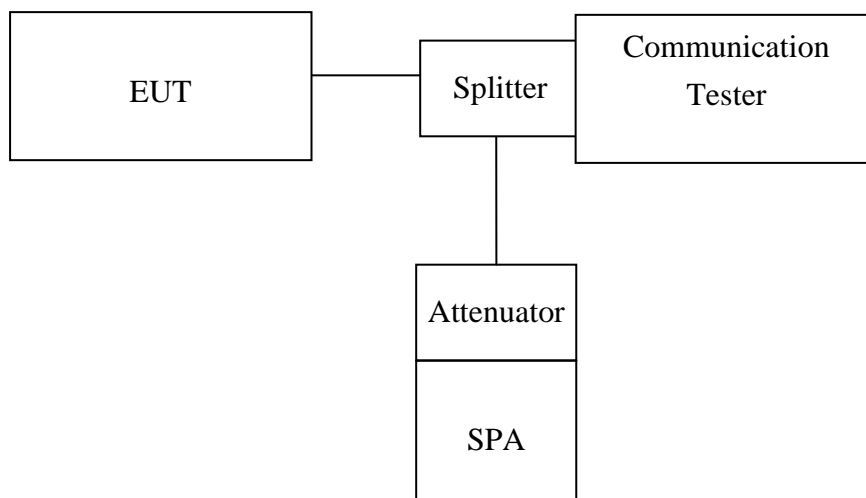 EUT
Splitter
Communication
Tester
Attenuator
SPA